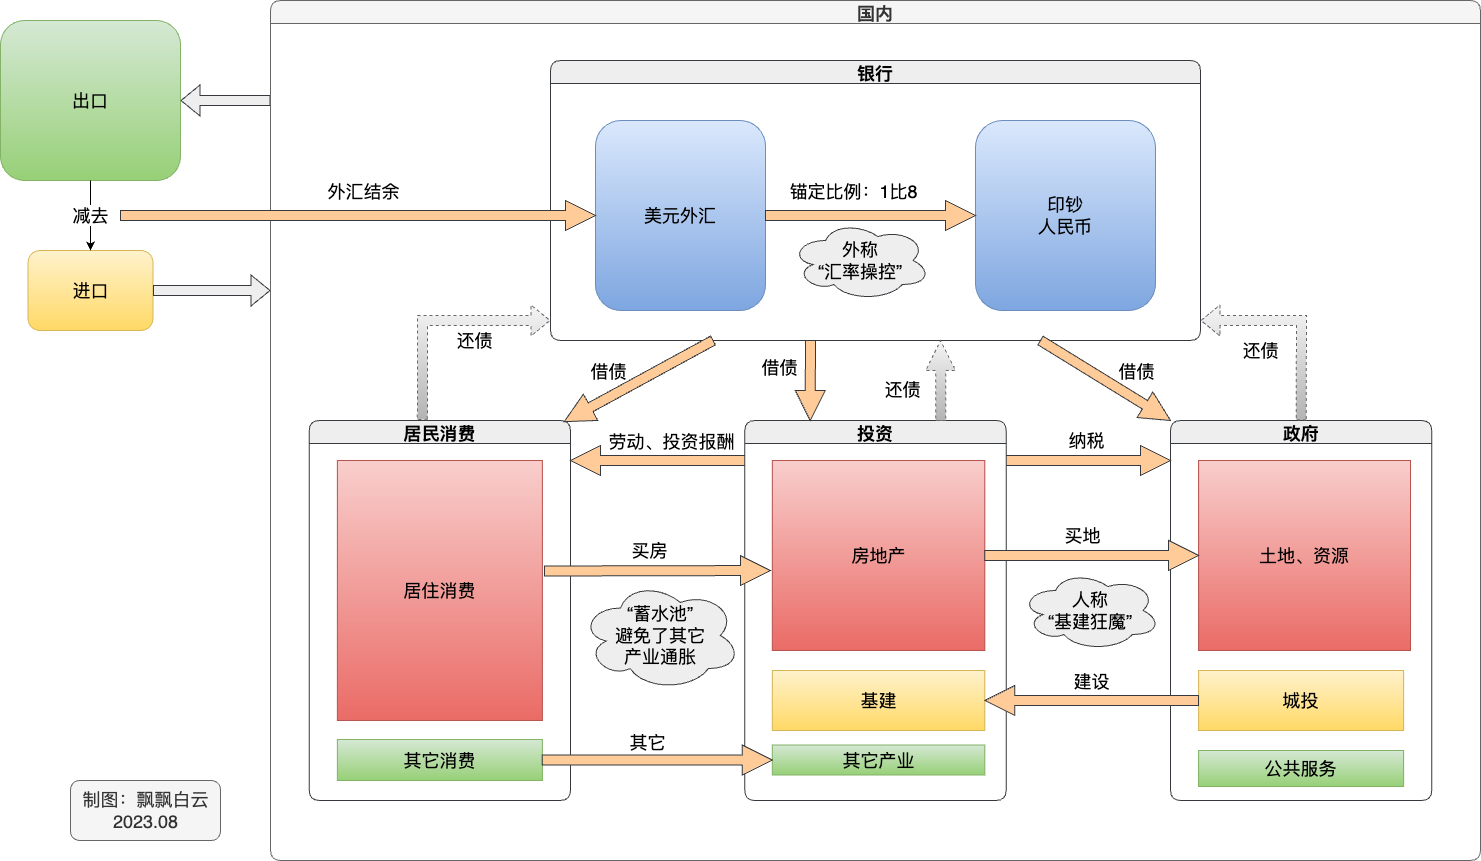 国内
出口
银行
外汇结余
美元外汇
锚定比例：1比8
印钞
人民币
减去
外称
“汇率操控”
进口
还债
借债
借债
还债
借债
还债
居民消费
劳动、投资报酬
投资
纳税
政府
居住消费
买房
房地产
买地
土地、资源
“蓄水池”
避免了其它
产业通胀
人称
“基建狂魔”
基建
建设
城投
其它消费
其它
其它产业
公共服务
制图：飘飘白云
2023.08